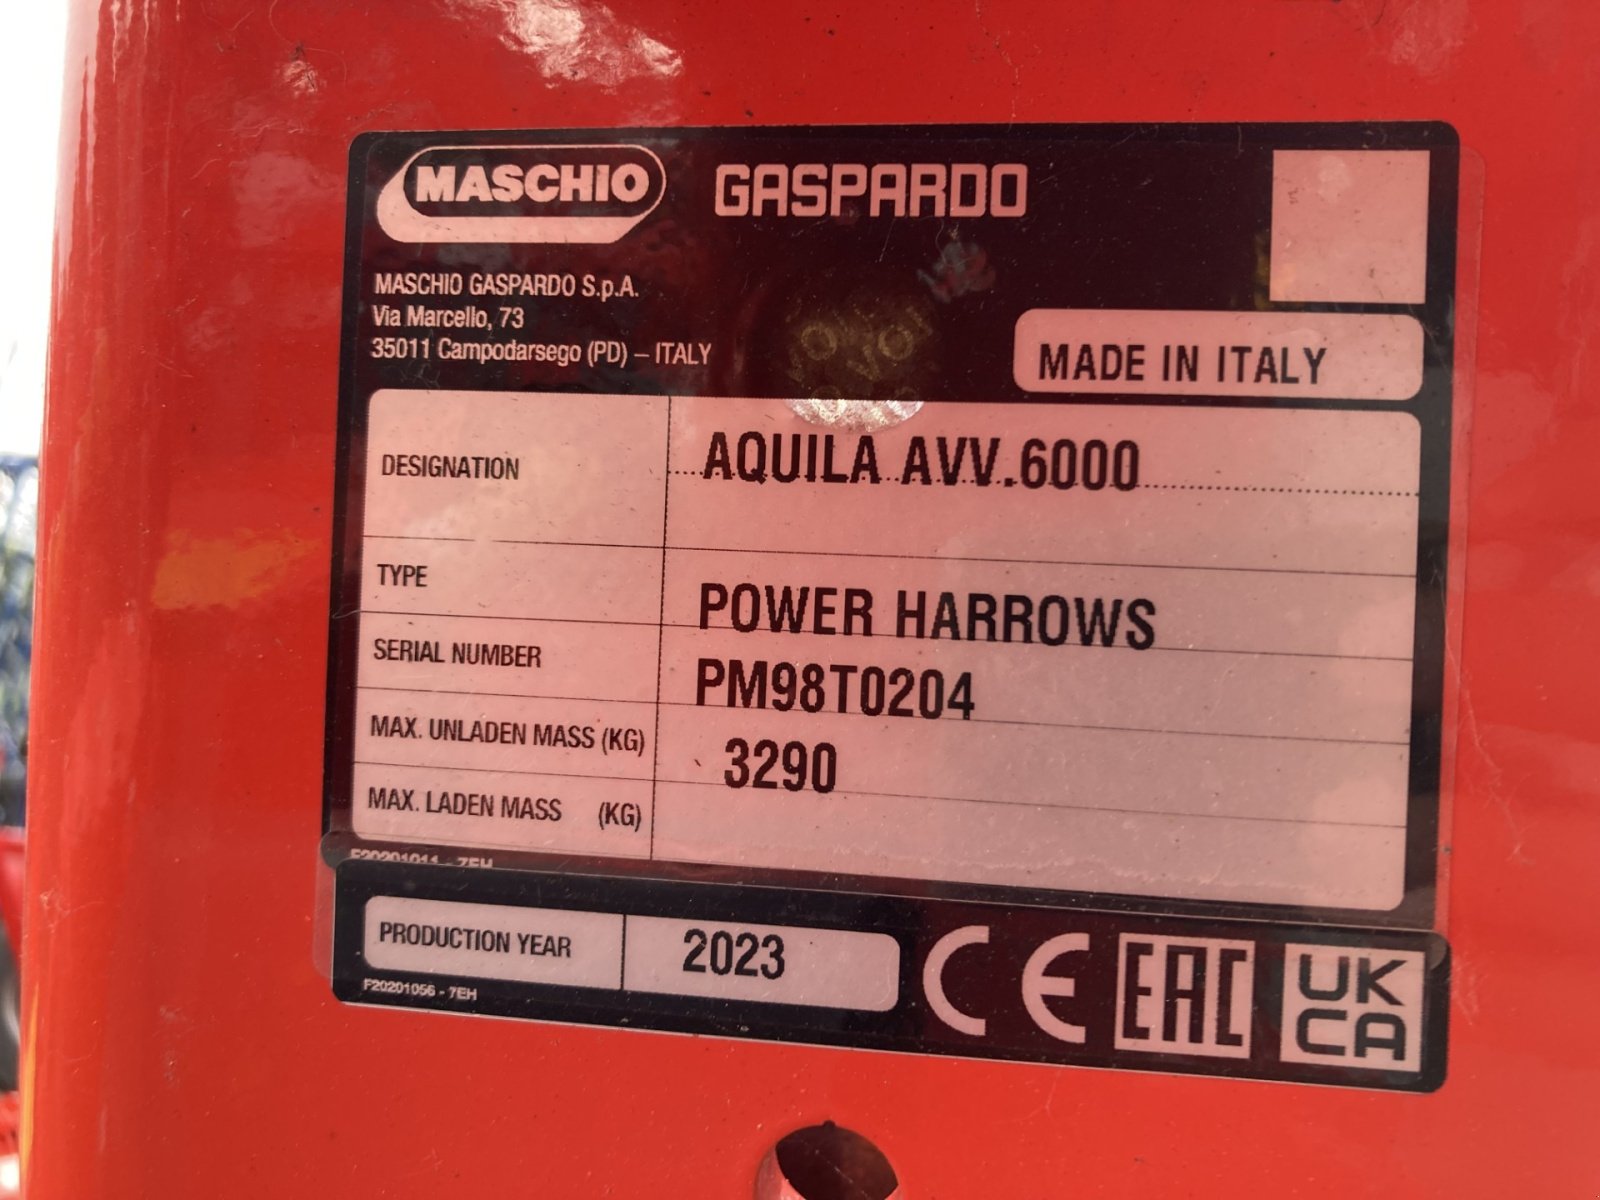 MASCHIO GASPARDO
MASCHIO GASPARDO S.p.A.
Via Marcello, 73
35011 Campodarsego (PD) – ITALY
MADE IN ITALY
DESIGNATION AQUILA AVV.6000
TYPE POWER HARROWS
SERIAL NUMBER PM98T0204
MAX. UNLADEN MASS (KG) 3290
MAX. LADEN MASS (KG)
F20201011 - 7EH
PRODUCTION YEAR 2023
F20201056 - 7EH
CE EAC UK
CA